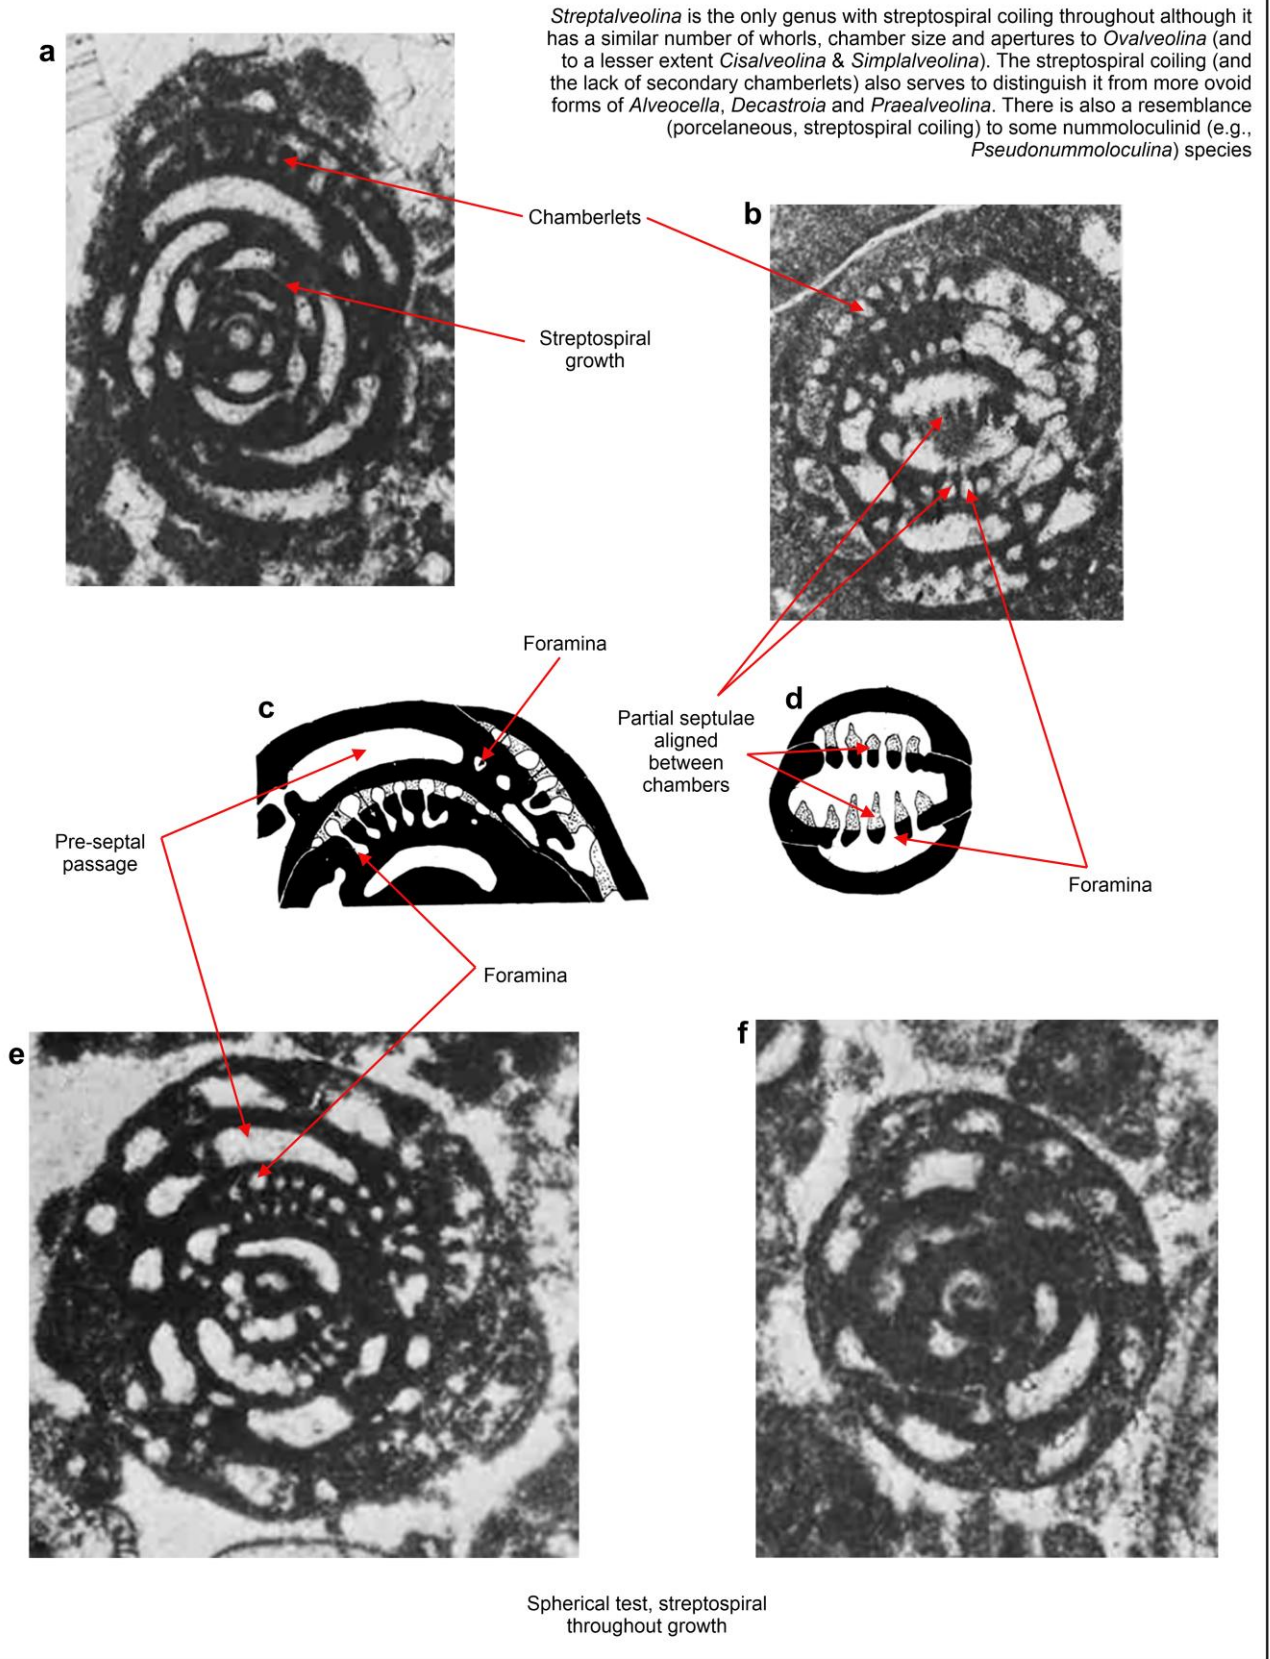 Streptalveolina is the only genus with streptospiral coiling throughout although it
has a similar number of whorls, chamber size and apertures to Ovalveolina (and
to a lesser extent Cisalveolina & Simplalveolina). The streptospiral coiling (and
the lack of secondary chamberlets) also serves to distinguish it from more ovoid
forms of Alveocella, Decastroia and Praealveolina. There is also a resemblance
(porcelaneous, streptospiral coiling) to some nummoloculinid (e.g.,
Pseudonummoloculina) species
a
Chamberlets
b
Streptospiral
growth
Foramina
c
Partial septulae
aligned
between
chambers
d
Pre-septal
passage
Foramina
Foramina
e
f
Spherical test, streptospiral
throughout growth